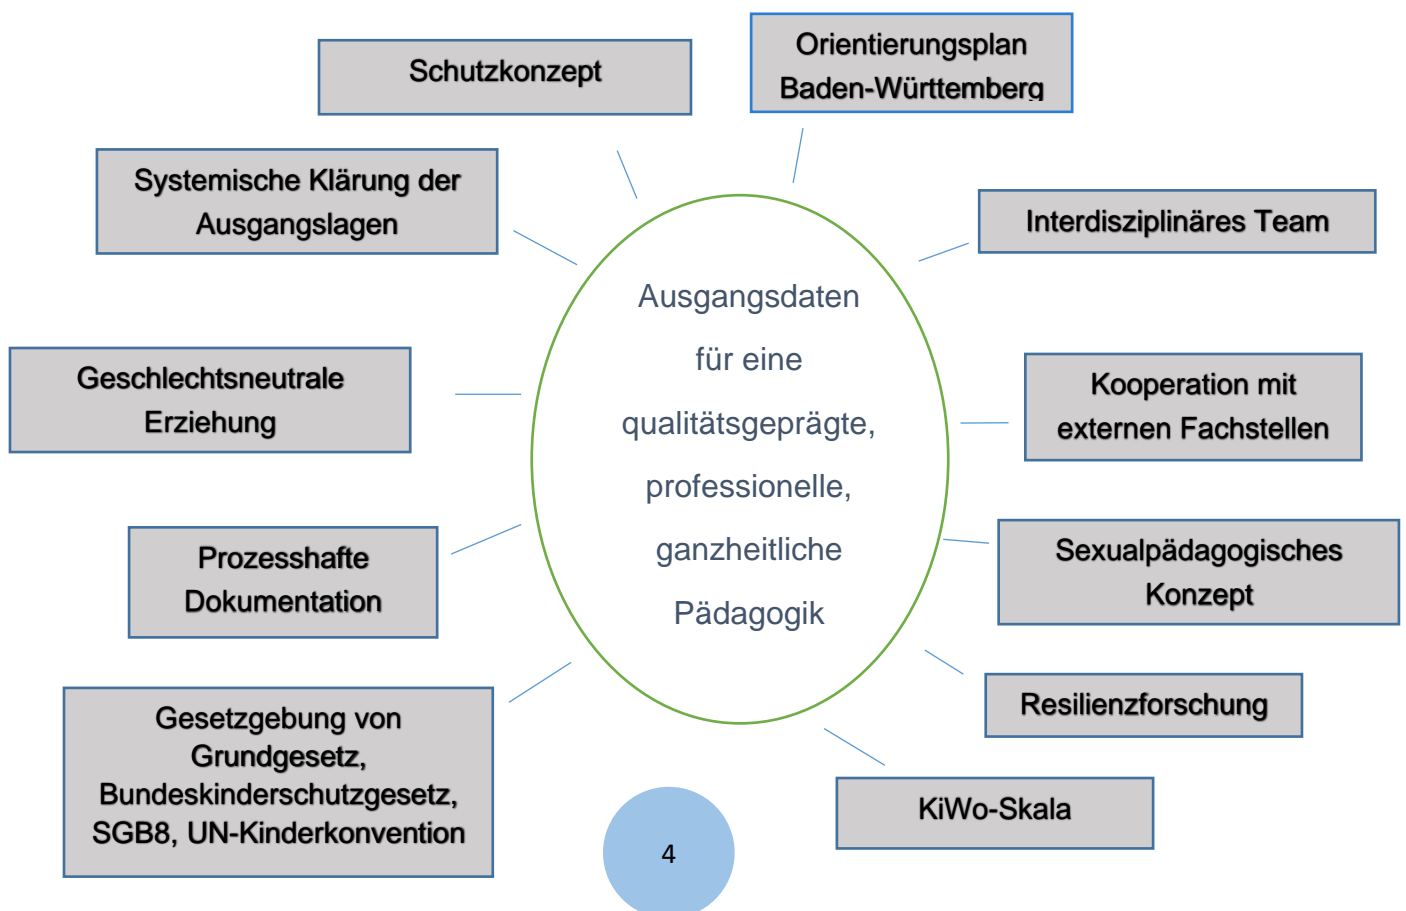 Schutzkonzept
Orientierungsplan
Baden-Württemberg
Systemische Klärung der
Ausgangslagen
Interdisziplinäres Team
Ausgangsdaten
für eine
qualitätsgeprägte,
professionelle,
ganzheitliche
Pädagogik
Geschlechtsneutrale
Erziehung
Kooperation mit
externen Fachstellen
Prozesshafte
Dokumentation
Sexualpädagogisches
Konzept
Gesetzgebung von
Grundgesetz,
Bundeskinderschutzgesetz,
SGB8, UN-Kinderkonvention
Resilienzforschung
KiWo-Skala
4